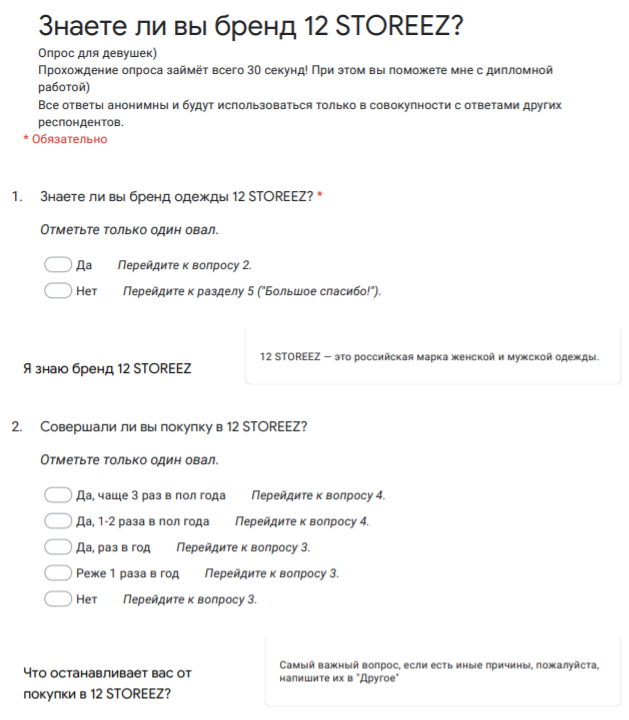 Знаете ли вы бренд 12 STOREEZ?
Опрос для девушек)
Прохождение опроса займёт всего 30 секунд! При этом вы поможете мне с дипломной
работой)
Все ответы анонимны и будут использоваться только в совокупности с ответами других
респондентов.
* Обязательно
1. Знаете ли вы бренд одежды 12 STOREEZ? *
Отметьте только один овал.
Да Перейдите к вопросу 2.
Нет Перейдите к разделу 5 ("Большое спасибо!").
Я знаю бренд 12 STOREEZ
12 STOREEZ — это российская марка женской и мужской одежды.
2. Совершали ли вы покупку в 12 STOREEZ?
Отметьте только один овал.
Да, чаще 3 раз в пол года Перейдите к вопросу 4.
Да, 1-2 раза в пол года Перейдите к вопросу 4.
Да, раз в год Перейдите к вопросу 3.
Реже 1 раза в год Перейдите к вопросу 3.
Нет Перейдите к вопросу 3.
Что останавливает вас от
покупки в 12 STOREEZ?
Самый важный вопрос, если есть иные причины, пожалуйста,
напишите их в "Другое"